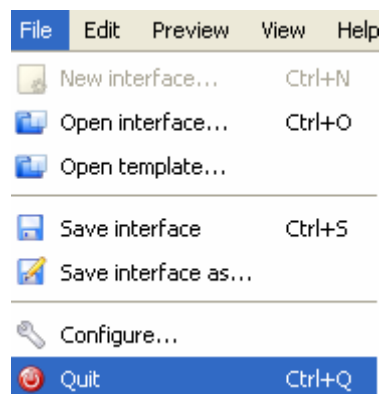 File Edit Preview View Help
New interface... Ctrl+N
Open interface... Ctrl+O
Open template...
Save interface Ctrl+S
Save interface as...
Configure...
Quit Ctrl+Q